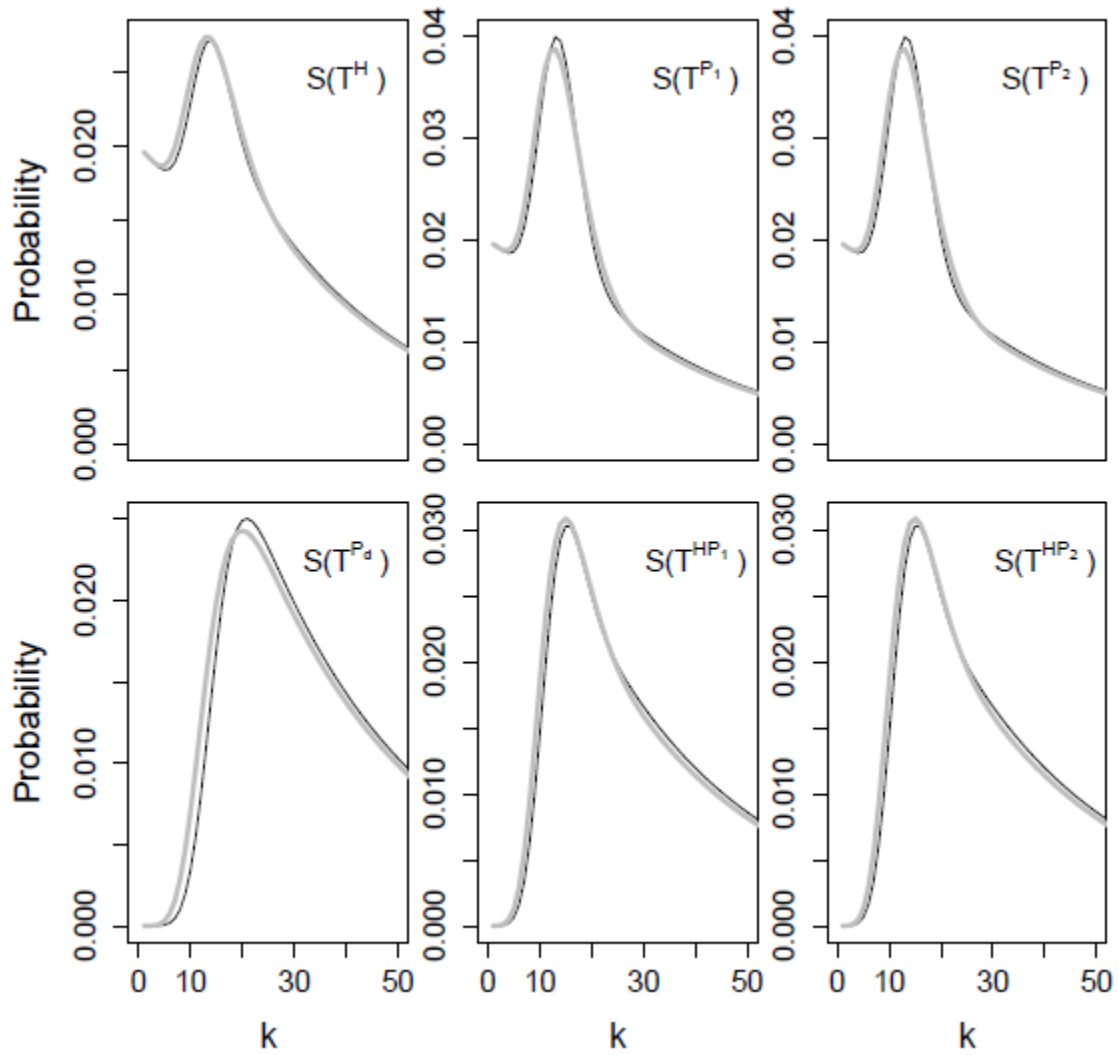 Probability
0.000 0.010 0.020
S(T^H )
0.00 0.01 0.02 0.03 0.04
S(T^P₁ )
0.00 0.01 0.02 0.03 0.04
S(T^P₂ )
Probability
0.000 0.010 0.020
S(T^P_d )
0.000 0.010 0.020 0.030
S(T^HP₁ )
0.000 0.010 0.020 0.030
S(T^HP₂ )
0 10 30 50
0 10 30 50
0 10 30 50
k
k
k